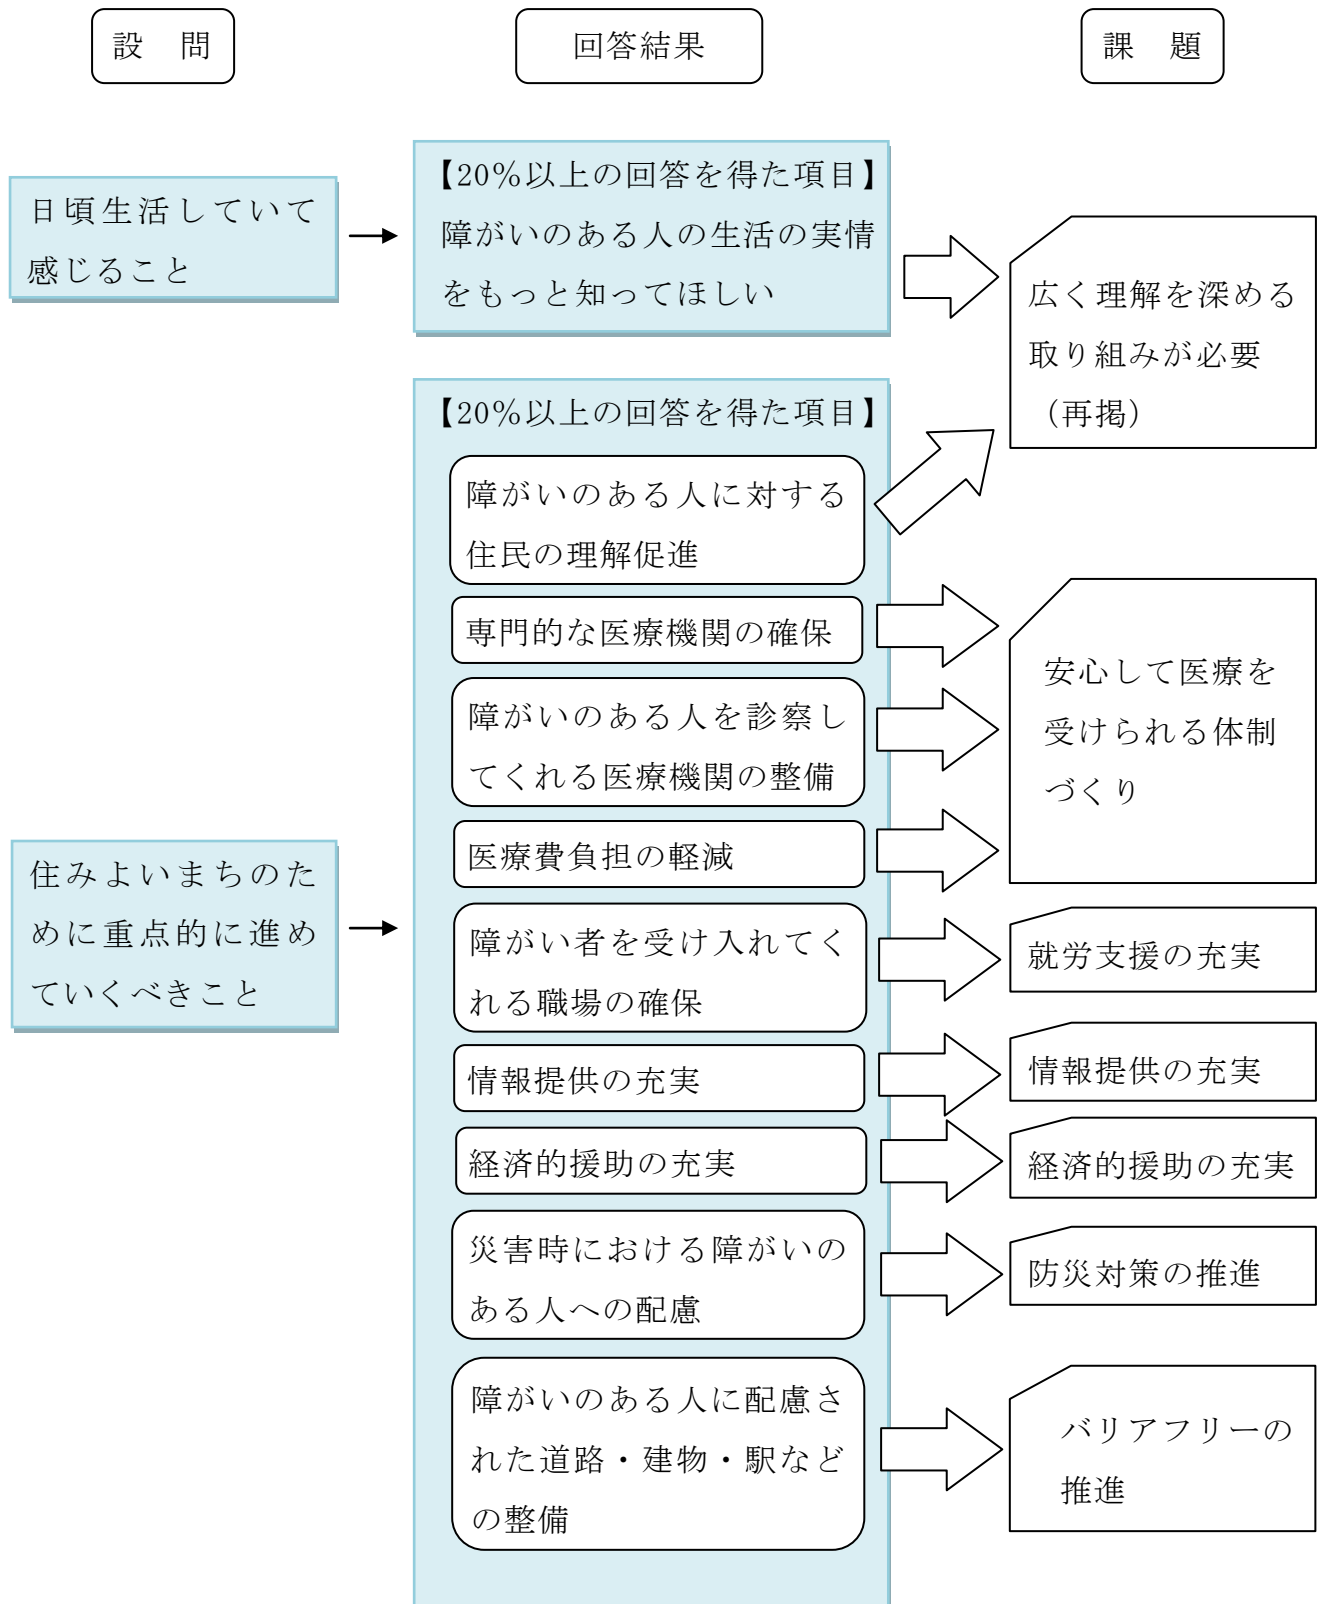 設　問
回答結果
課　題
日頃生活していて
感じること
【20％以上の回答を得た項目】
障がいのある人の生活の実情
をもっと知ってほしい
広く理解を深める
取り組みが必要
（再掲）
住みよいまちのた
めに重点的に進め
ていくべきこと
【20％以上の回答を得た項目】
障がいのある人に対する
住民の理解促進
専門的な医療機関の確保
障がいのある人を診察し
てくれる医療機関の整備
医療費負担の軽減
安心して医療を
受けられる体制
づくり
障がい者を受け入れてく
れる職場の確保
就労支援の充実
情報提供の充実
情報提供の充実
経済的援助の充実
経済的援助の充実
災害時における障がいの
ある人への配慮
防災対策の推進
障がいのある人に配慮さ
れた道路・建物・駅など
の整備
バリアフリーの
推進